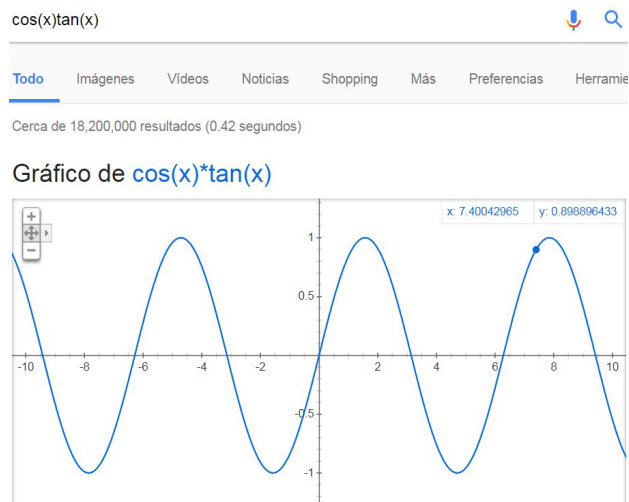 cos(x)tan(x)
Todo Imágenes Vídeos Noticias Shopping Más Preferencias Herramie
Cerca de 18,200,000 resultados (0.42 segundos)
Gráfico de cos(x)*tan(x)
x: 7.40042965 y: 0.898896433
1
0.5
-10 -8 -6 -4 -2 2 4 6 8 10
-0.5
-1